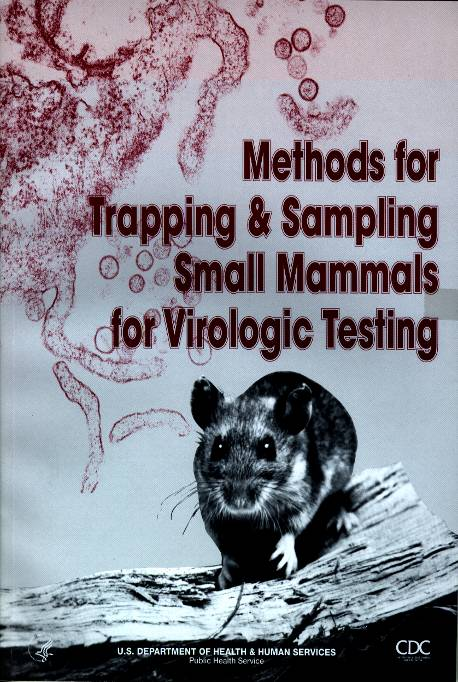 Methods for
Trapping & Sampling
Small Mammals
for Virologic Testing
U.S. DEPARTMENT OF HEALTH & HUMAN SERVICES
Public Health Service
CDC